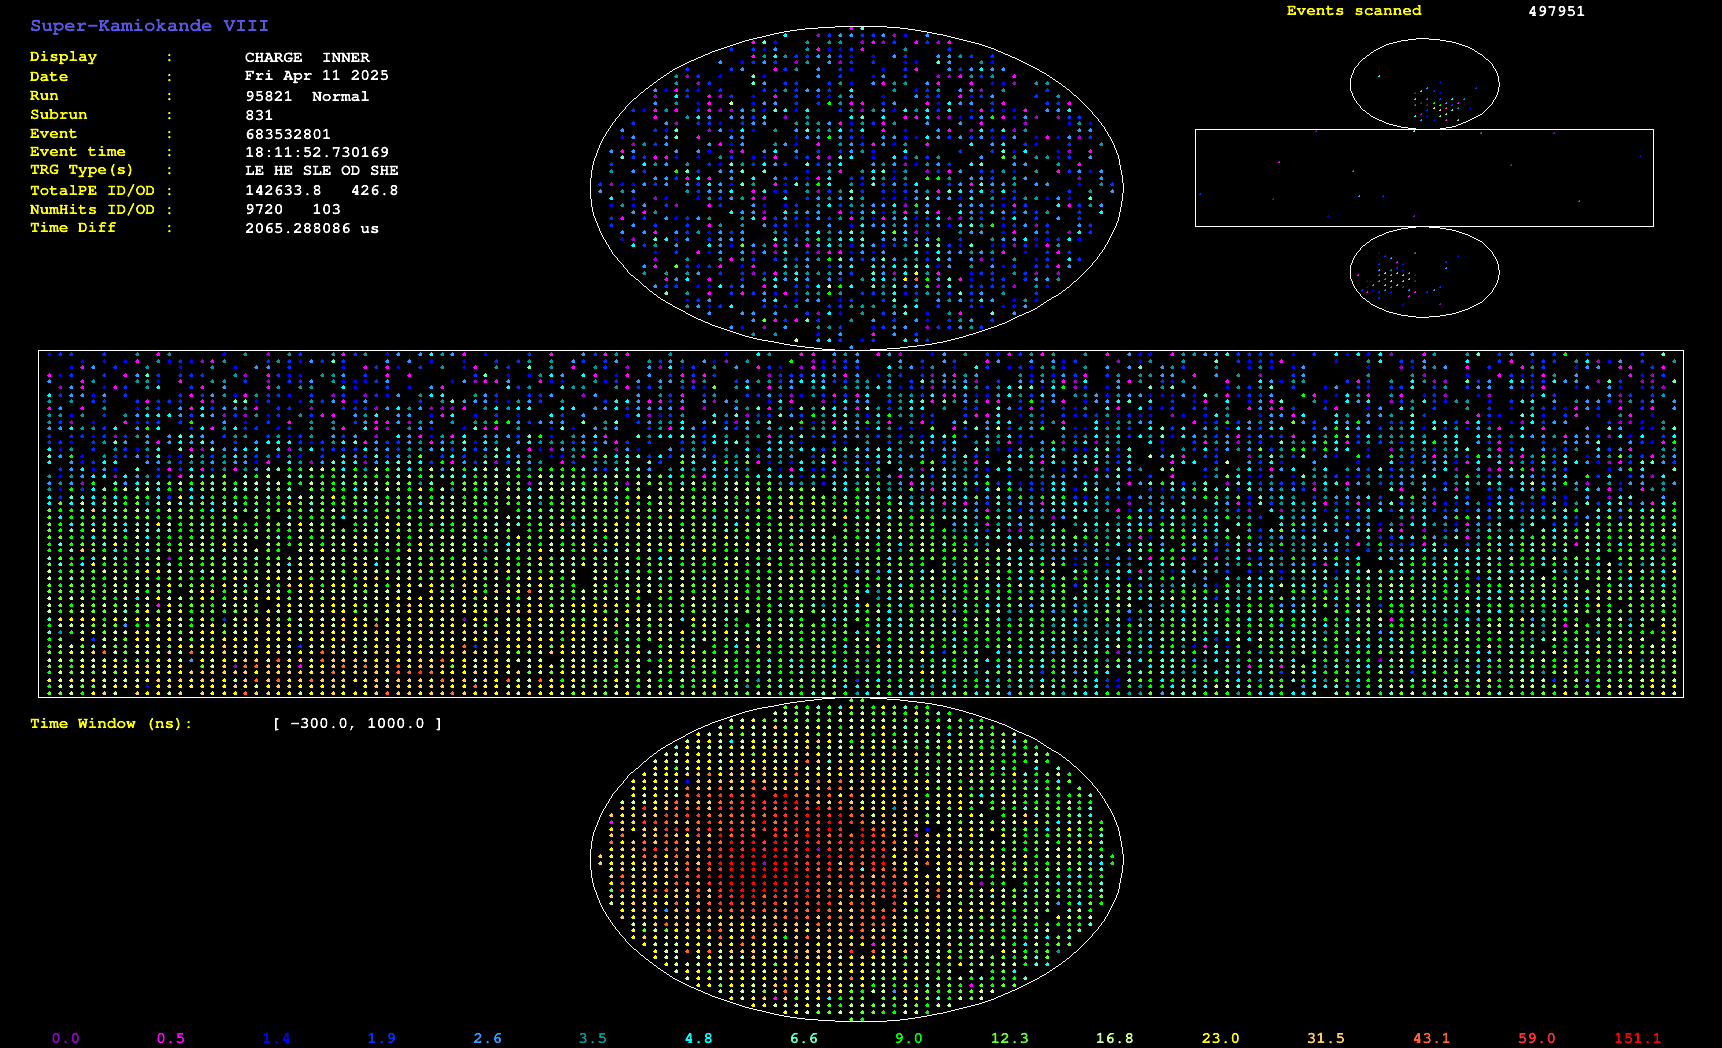 Super-Kamiokande VIII
Events scanned 497951
Display : CHARGE INNER
Date : Fri Apr 11 2025
Run : 95821 Normal
Subrun : 831
Event : 683532801
Event time : 18:11:52.730169
TRG Type(s) : LE HE SLE OD SHE
TotalPE ID/OD : 142633.8 426.8
NumHits ID/OD : 9720 103
Time Diff : 2065.288086 us
Time Window (ns): [ -300.0, 1000.0 ]
0.0 0.5 1.4 1.9 2.6 3.5 4.8 6.6 9.0 12.3 16.8 23.0 31.5 43.1 59.0 151.1